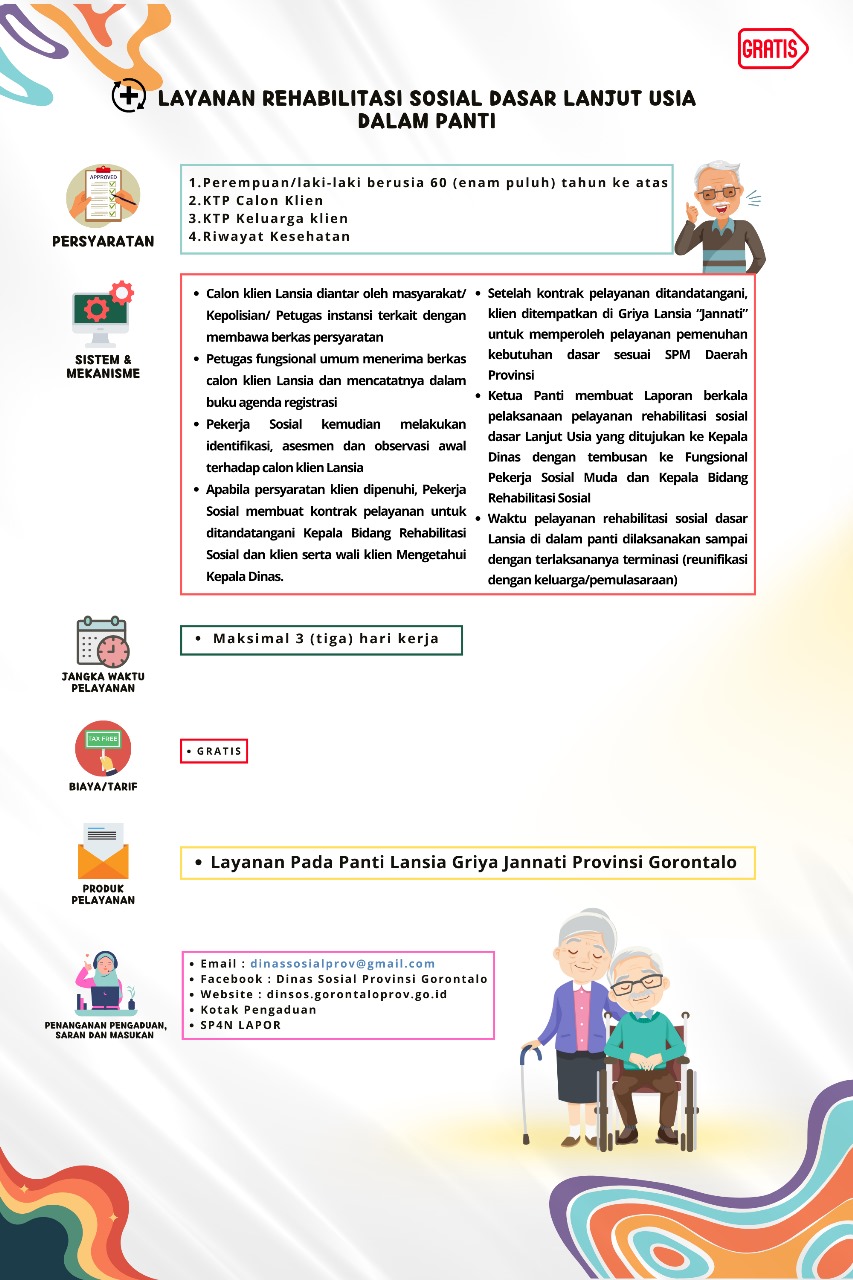 GRATIS
LAYANAN REHABILITASI SOSIAL DASAR LANJUT USIA
DALAM PANTI
APPROVED
PERSYARATAN
1.Perempuan/laki-laki berusia 60 (enam puluh) tahun ke atas
2.KTP Calon Klien
3.KTP Keluarga klien
4.Riwayat Kesehatan
SISTEM &
MEKANISME
• Calon klien Lansia diantar oleh masyarakat/
Kepolisian/ Petugas instansi terkait dengan
membawa berkas persyaratan
• Petugas fungsional umum menerima berkas
calon klien Lansia dan mencatatnya dalam
buku agenda registrasi
• Pekerja Sosial kemudian melakukan
identifikasi, asesmen dan observasi awal
terhadap calon klien Lansia
• Apabila persyaratan klien dipenuhi, Pekerja
Sosial membuat kontrak pelayanan untuk
ditandatangani Kepala Bidang Rehabilitasi
Sosial dan klien serta wali klien Mengetahui
Kepala Dinas.
• Setelah kontrak pelayanan ditandatangani,
klien ditempatkan di Griya Lansia “Jannati”
untuk memperoleh pelayanan pemenuhan
kebutuhan dasar sesuai SPM Daerah
Provinsi
• Ketua Panti membuat Laporan berkala
pelaksanaan pelayanan rehabilitasi sosial
dasar Lanjut Usia yang ditujukan ke Kepala
Dinas dengan tembusan ke Fungsional
Pekerja Sosial Muda dan Kepala Bidang
Rehabilitasi Sosial
• Waktu pelayanan rehabilitasi sosial dasar
Lansia di dalam panti dilaksanakan sampai
dengan terlaksananya terminasi (reunifikasi
dengan keluarga/pemulasaraan)
JANGKA WAKTU
PELAYANAN
• Maksimal 3 (tiga) hari kerja
TAX FREE
BIAYA/TARIF
• GRATIS
PRODUK
PELAYANAN
• Layanan Pada Panti Lansia Griya Jannati Provinsi Gorontalo
PENANGANAN PENGADUAN,
SARAN DAN MASUKAN
• Email : dinassosialprov@gmail.com
• Facebook : Dinas Sosial Provinsi Gorontalo
• Website : dinsos.gorontaloprov.go.id
• Kotak Pengaduan
• SP4N LAPOR